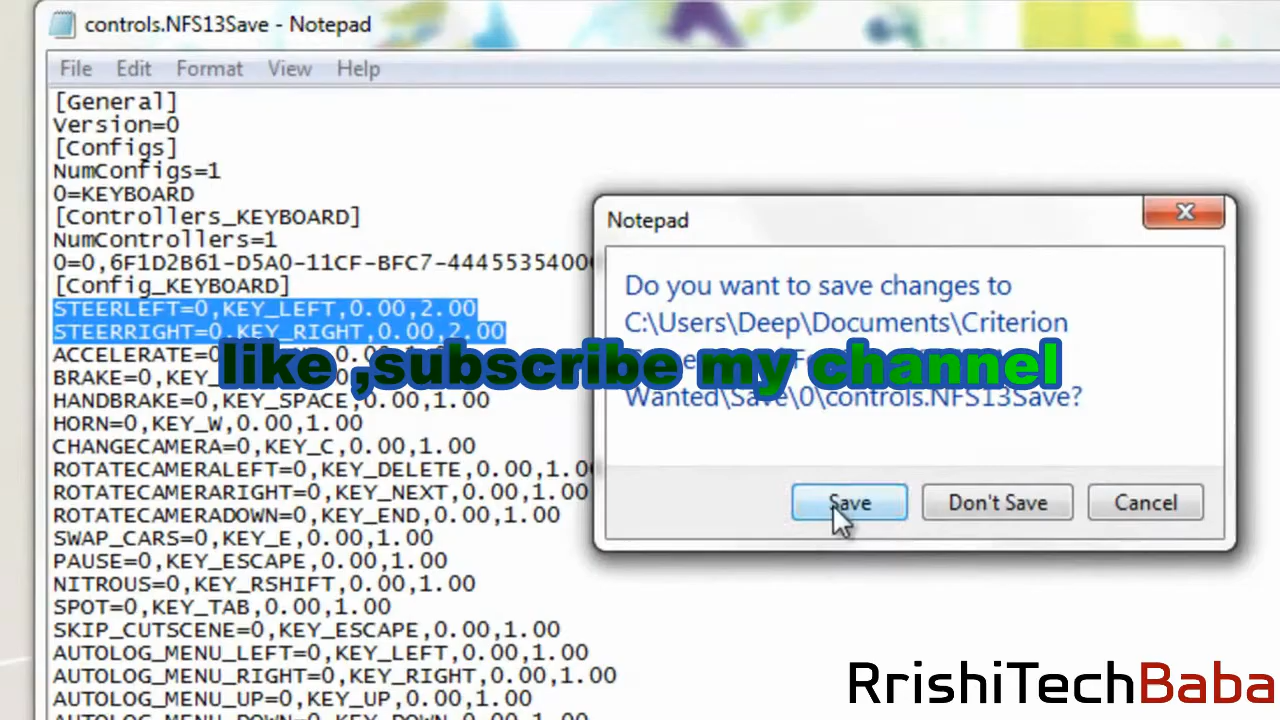 controls.NFS13Save - Notepad
File Edit Format View Help
[General]
Version=0
[Configs]
NumConfigs=1
0=KEYBOARD
[Controllers_KEYBOARD]
NumControllers=1
0=0,6F1D2B61-D5A0-11CF-BFC7-444553540000
[Config_KEYBOARD]
STEERLEFT=0,KEY_LEFT,0.00,2.00
STEERRIGHT=0,KEY_RIGHT,0.00,2.00
ACCELERATE=0
BRAKE=0,KEY
HANDBRAKE=0,KEY_SPACE,0.00,1.00
HORN=0,KEY_W,0.00,1.00
CHANGECAMERA=0,KEY_C,0.00,1.00
ROTATECAMERALEFT=0,KEY_DELETE,0.00,1.00
ROTATECAMERARIGHT=0,KEY_NEXT,0.00,1.00
ROTATECAMERADOWN=0,KEY_END,0.00,1.00
SWAP_CARS=0,KEY_E,0.00,1.00
PAUSE=0,KEY_ESCAPE,0.00,1.00
NITROUS=0,KEY_RSHIFT,0.00,1.00
SPOT=0,KEY_TAB,0.00,1.00
SKIP_CUTSCENE=0,KEY_ESCAPE,0.00,1.00
AUTOLOG_MENU_LEFT=0,KEY_LEFT,0.00,1.00
AUTOLOG_MENU_RIGHT=0,KEY_RIGHT,0.00,1.00
AUTOLOG_MENU_UP=0,KEY_UP,0.00,1.00
Notepad
Do you want to save changes to
C:\Users\Deep\Documents\Criterion
Wanted\Save\0\controls.NFS13Save?
Save Don't Save Cancel
like ,subscribe my channel
RrishiTechBaba